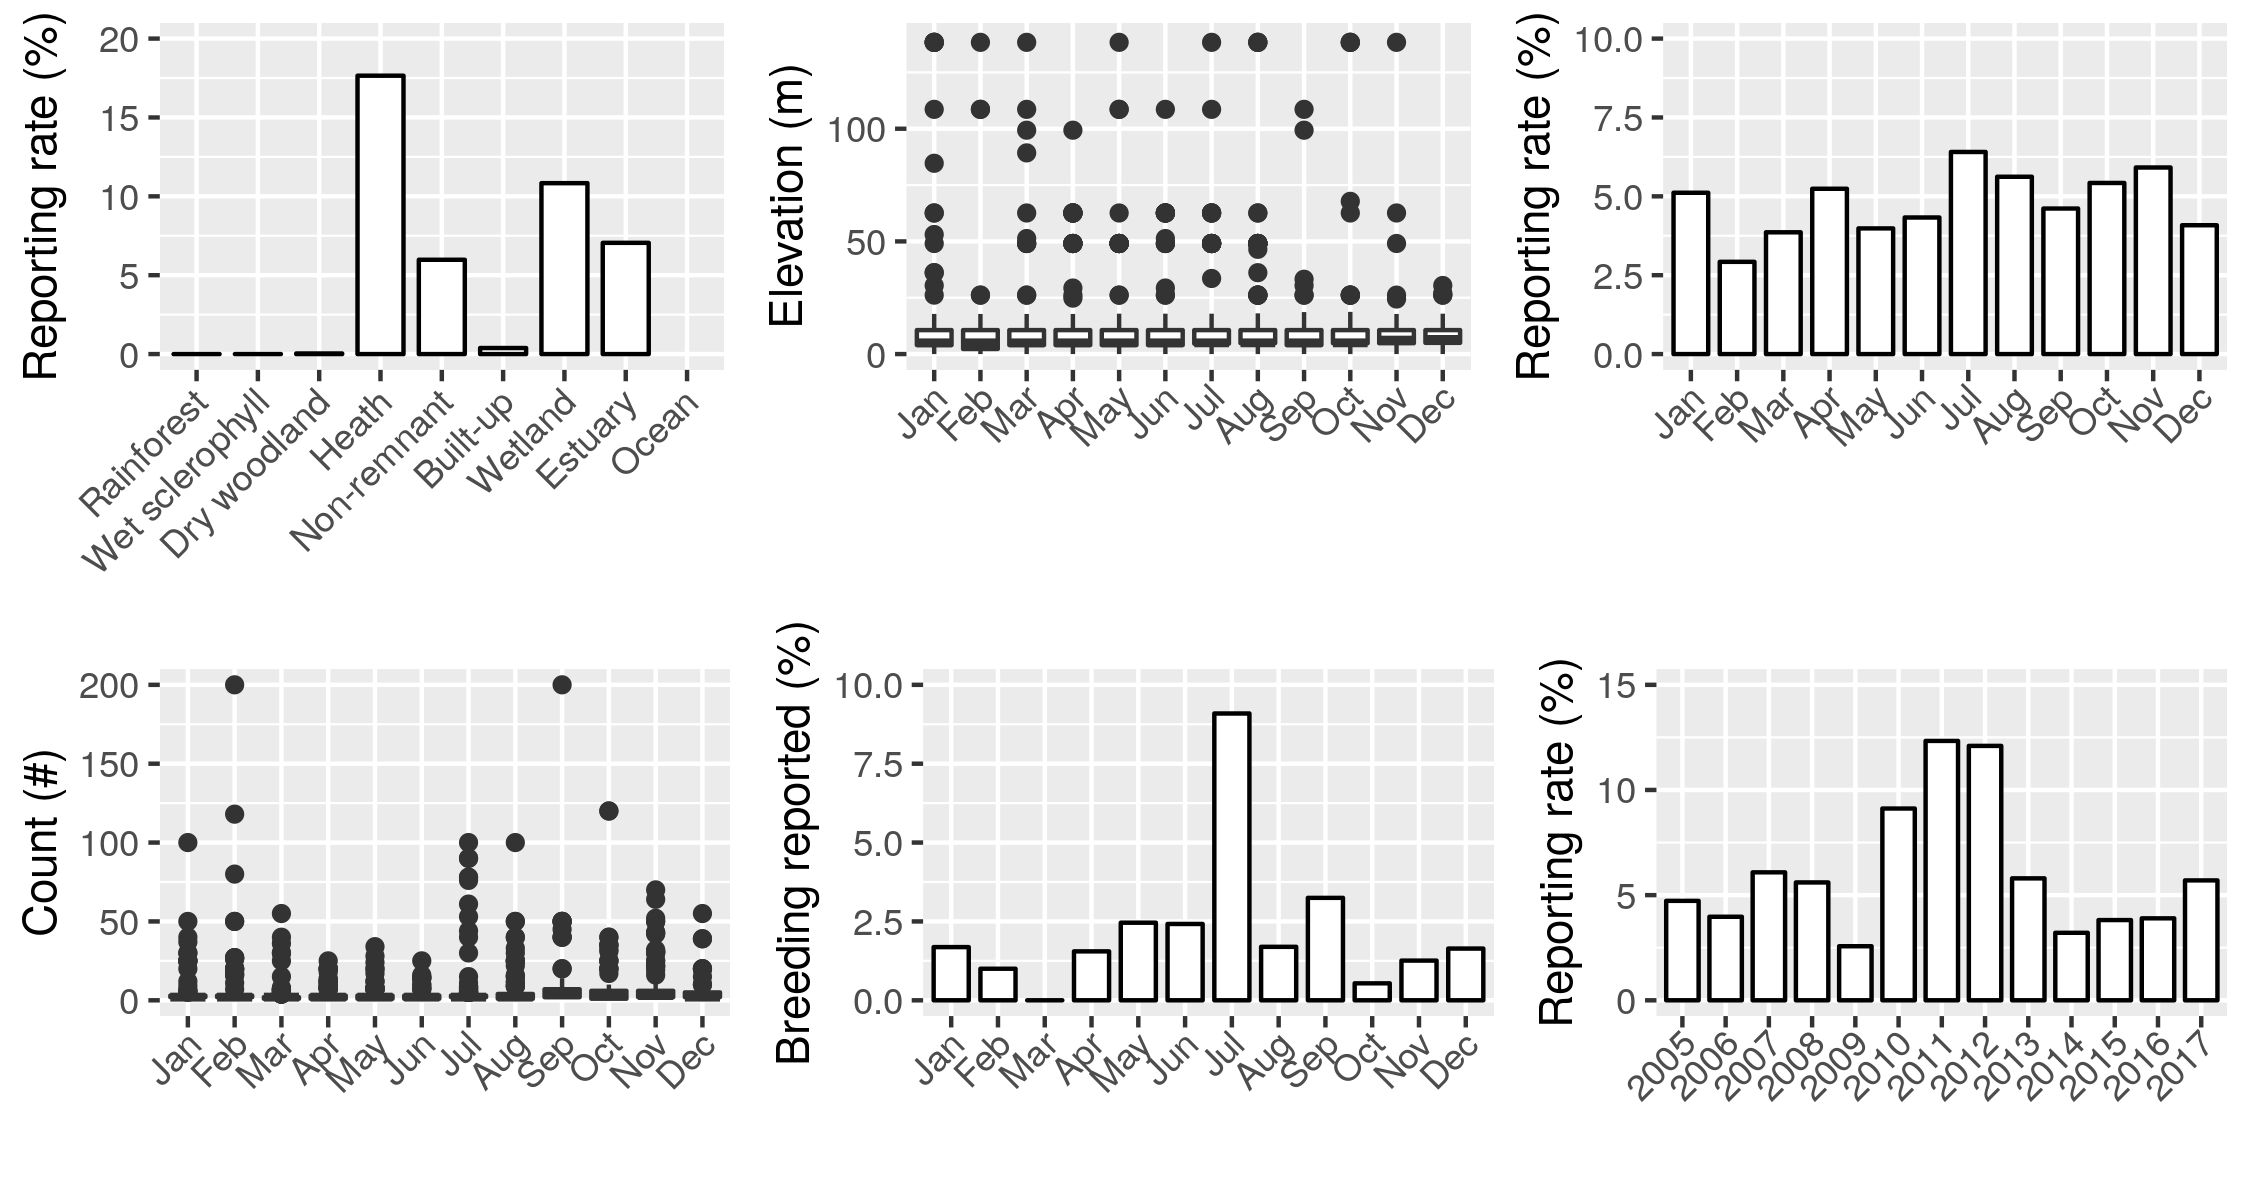 Reporting rate (%)
20
15
10
5
0
Rainforest
Wet sclerophyll
Dry woodland
Heath
Non-remnant
Built-up
Wetland
Estuary
Ocean
Elevation (m)
100
50
0
Jan
Feb
Mar
Apr
May
Jun
Jul
Aug
Sep
Oct
Nov
Dec
Reporting rate (%)
10.0
7.5
5.0
2.5
0.0
Jan
Feb
Mar
Apr
May
Jun
Jul
Aug
Sep
Oct
Nov
Dec
Count (#)
200
150
100
50
0
Jan
Feb
Mar
Apr
May
Jun
Jul
Aug
Sep
Oct
Nov
Dec
Breeding reported (%)
10.0
7.5
5.0
2.5
0.0
Jan
Feb
Mar
Apr
May
Jun
Jul
Aug
Sep
Oct
Nov
Dec
Reporting rate (%)
15
10
5
0
2005
2006
2007
2008
2009
2010
2011
2012
2013
2014
2015
2016
2017